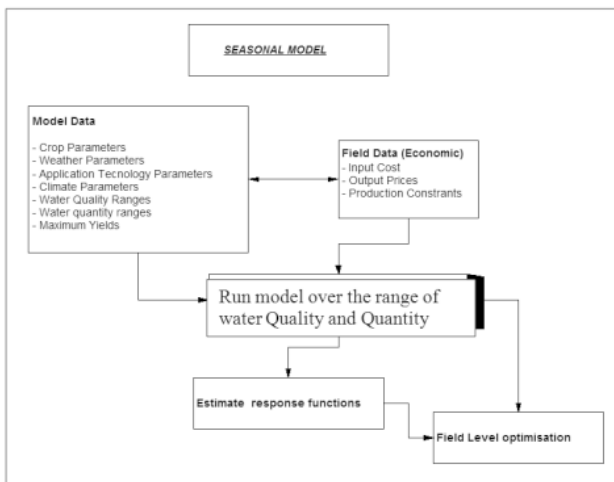 SEASONAL MODEL
Model Data
- Crop Parameters
- Weather Parameters
- Application Tecnology Parameters
- Climate Parameters
- Water Quality Ranges
- Water quantity ranges
- Maximum Yields
Field Data (Economic)
- Input Cost
- Output Prices
- Production Constrants
Run model over the range of
water Quality and Quantity
Estimate response functions
Field Level optimisation